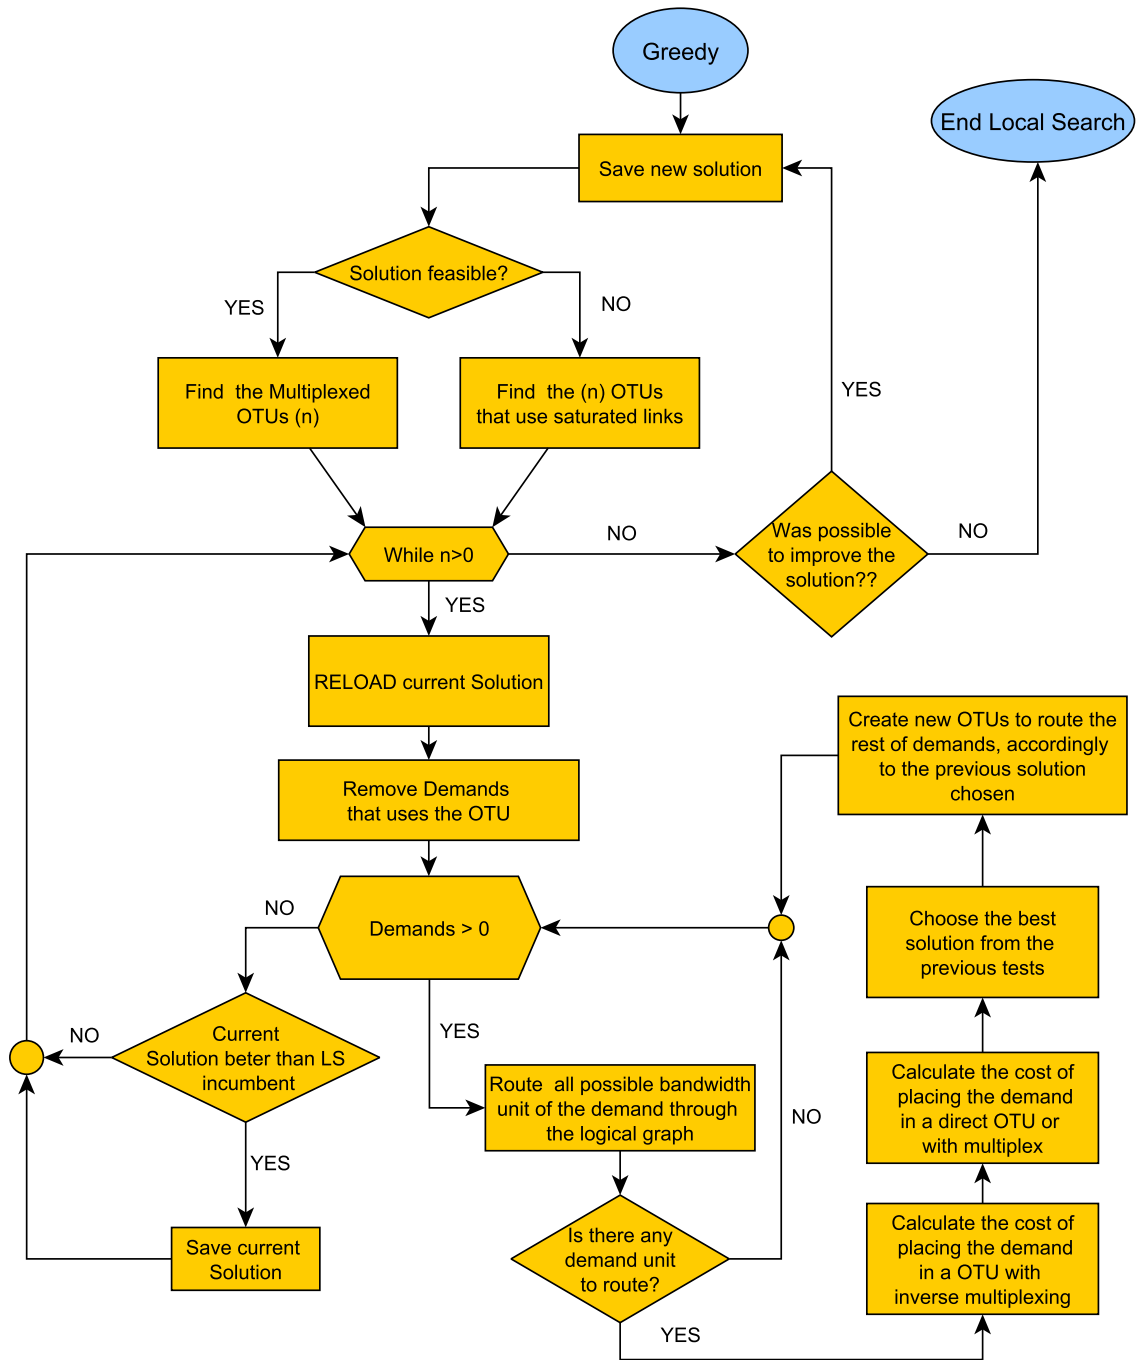 Greedy
End Local Search
Save new solution
Solution feasible?
YES
NO
Find the Multiplexed
OTUs (n)
Find the (n) OTUs
that use saturated links
YES
While n>0
NO
Was possible
to improve the
solution??
NO
YES
RELOAD current Solution
Create new OTUs to route the
rest of demands, accordingly
to the previous solution
chosen
Remove Demands
that uses the OTU
NO
Demands > 0
Choose the best
solution from the
previous tests
YES
NO
Current
Solution beter than LS
incumbent
Route all possible bandwidth
unit of the demand through
the logical graph
NO
Calculate the cost of
placing the demand
in a direct OTU or
with multiplex
YES
Save current
Solution
Is there any
demand unit
to route?
Calculate the cost of
placing the demand
in a OTU with
inverse multiplexing
YES